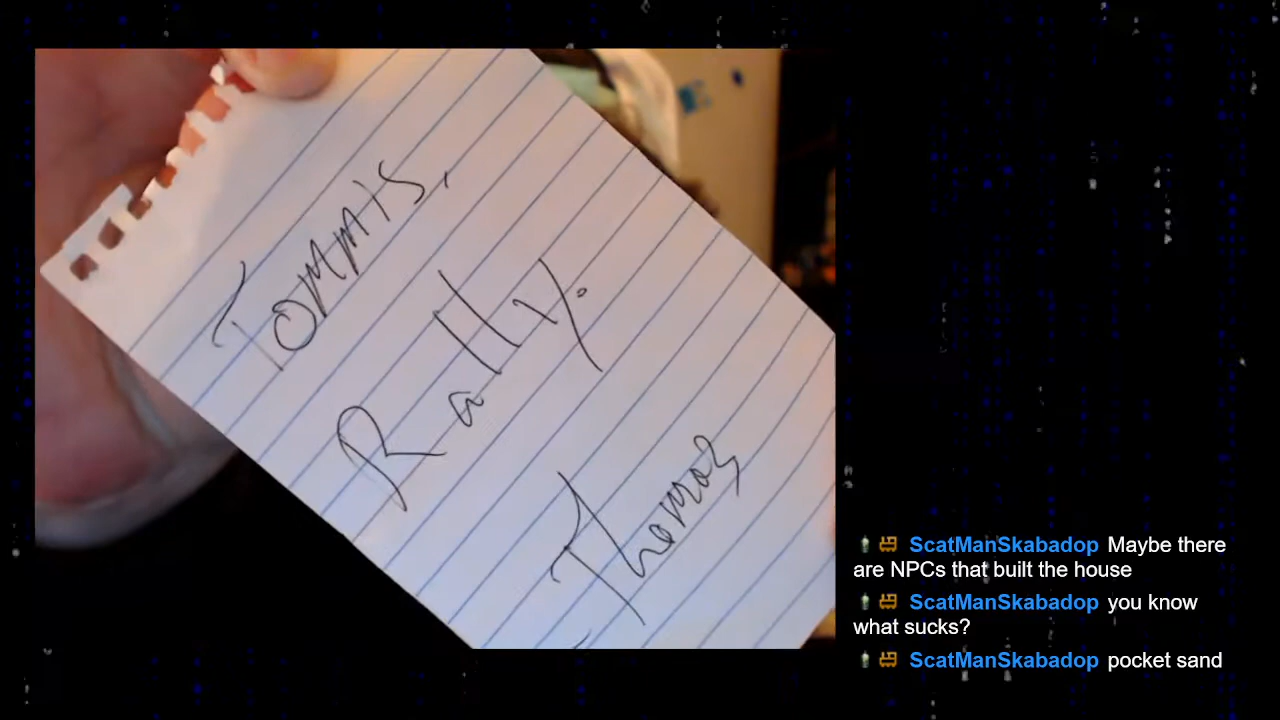 TOMMIS,
Rally.
- Thomas
ScatManSkabadop Maybe there
are NPCs that built the house
ScatManSkabadop you know
what sucks?
ScatManSkabadop pocket sand